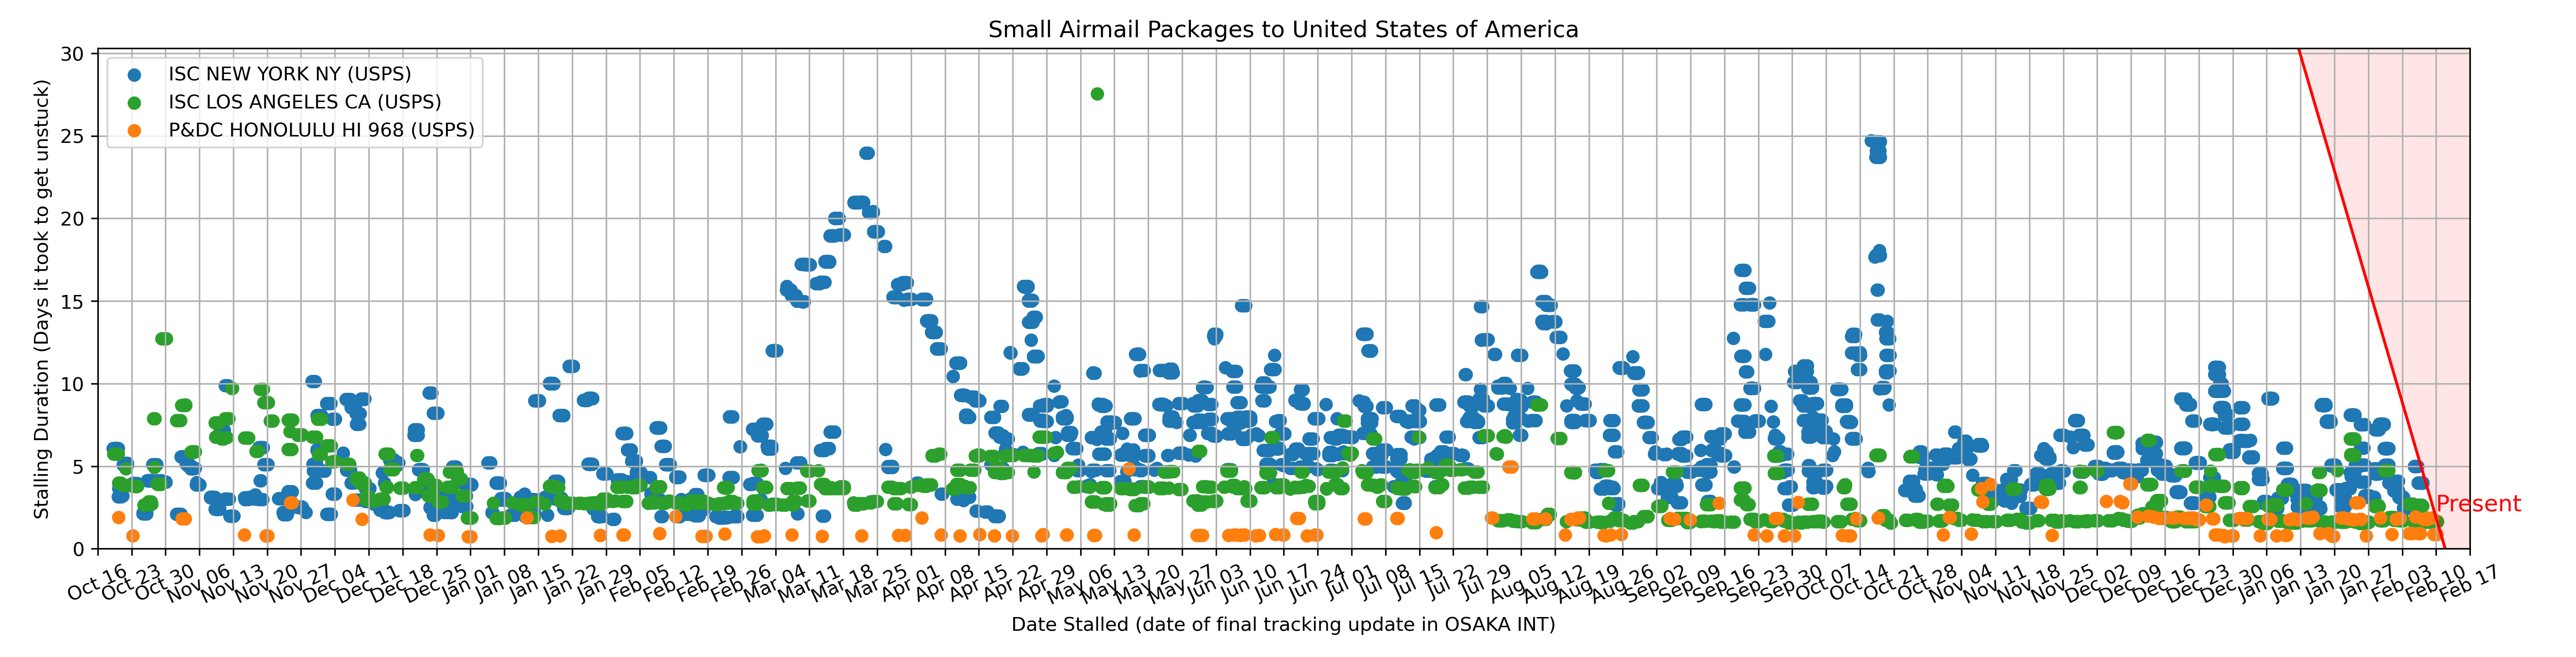 Small Airmail Packages to United States of America
Stalling Duration (Days it took to get unstuck)
30
25
20
15
10
5
0
ISC NEW YORK NY (USPS)
ISC LOS ANGELES CA (USPS)
P&DC HONOLULU HI 968 (USPS)
Present
Oct 16
Oct 23
Oct 30
Nov 06
Nov 13
Nov 20
Nov 27
Dec 04
Dec 11
Dec 18
Dec 25
Jan 01
Jan 08
Jan 15
Jan 22
Jan 29
Feb 05
Feb 12
Feb 19
Feb 26
Mar 04
Mar 11
Mar 18
Mar 25
Apr 01
Apr 08
Apr 15
Apr 22
Apr 29
May 06
May 13
May 20
May 27
Jun 03
Jun 10
Jun 17
Jun 24
Jul 01
Jul 08
Jul 15
Jul 22
Jul 29
Aug 05
Aug 12
Aug 19
Aug 26
Sep 02
Sep 09
Sep 16
Sep 23
Sep 30
Oct 07
Oct 14
Oct 21
Oct 28
Nov 04
Nov 11
Nov 18
Nov 25
Dec 02
Dec 09
Dec 16
Dec 23
Dec 30
Jan 06
Jan 13
Jan 20
Jan 27
Feb 03
Feb 10
Feb 17
Date Stalled (date of final tracking update in OSAKA INT)